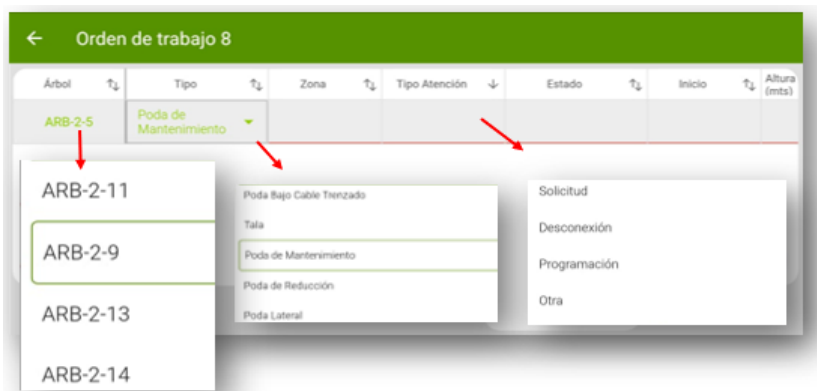 Orden de trabajo 8
Árbol Tipo Zona Tipo Atención Estado Inicio Altura (mts)
ARB-2-5 Poda de Mantenimiento
ARB-2-11
ARB-2-9
ARB-2-13
ARB-2-14
Poda Bajo Cable Trenzado
Tala
Poda de Mantenimiento
Poda de Reducción
Poda Lateral
Solicitud
Desconexión
Programación
Otra